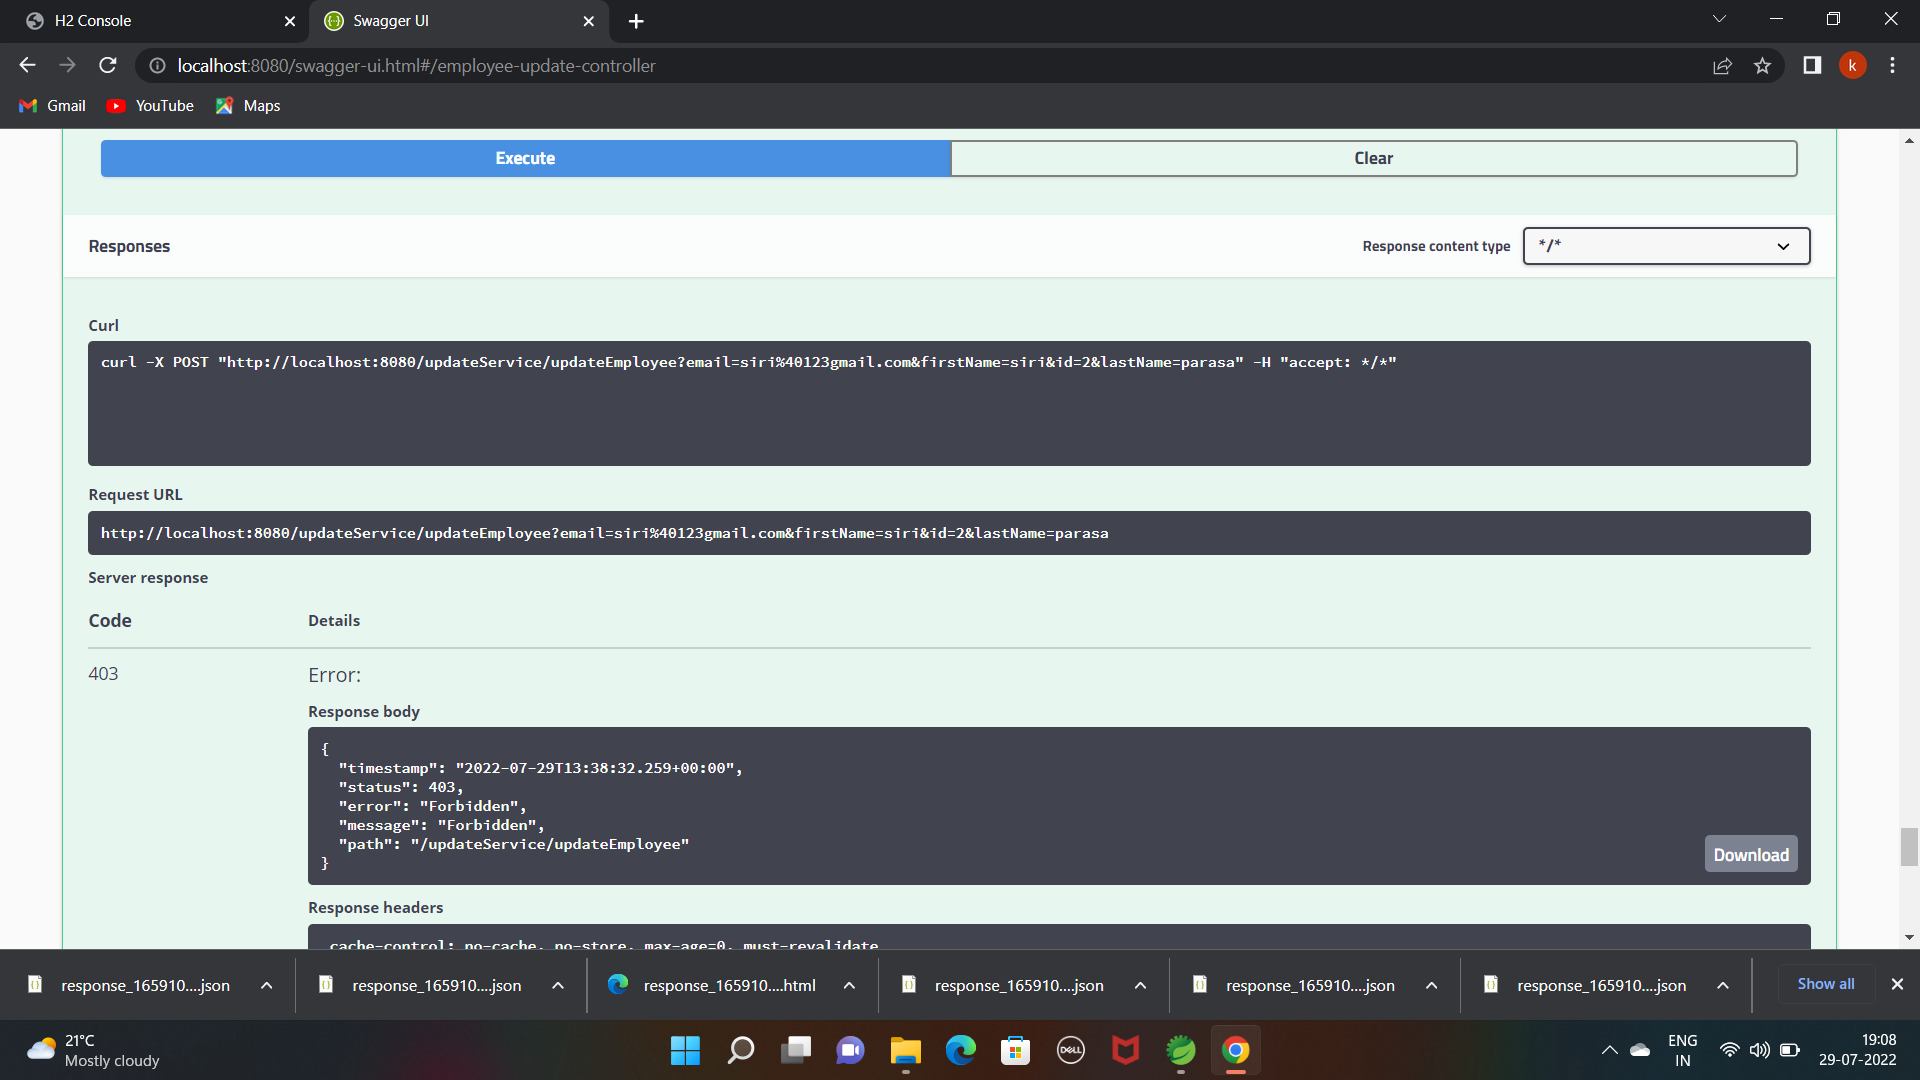 H2 Console
Swagger UI
localhost:8080/swagger-ui.html#/employee-update-controller
k
Gmail
YouTube
Maps
Execute
Clear
Responses
Response content type
*/*
Curl
curl -X POST "http://localhost:8080/updateService/updateEmployee?email=siri%40123gmail.com&firstName=siri&id=2&lastName=parasa" -H "accept: */*"
Request URL
http://localhost:8080/updateService/updateEmployee?email=siri%40123gmail.com&firstName=siri&id=2&lastName=parasa
Server response
Code
Details
403
Error:
Response body
{
"timestamp": "2022-07-29T13:38:32.259+00:00",
"status": 403,
"error": "Forbidden",
"message": "Forbidden",
"path": "/updateService/updateEmployee"
}
Download
Response headers
cache-control: no-cache, no-store, max-age=0, must-revalidate
response_165910....json
response_165910....json
response_165910....html
response_165910....json
response_165910....json
response_165910....json
Show all
21°C
Mostly cloudy
DELL
ENG
IN
19:08
29-07-2022